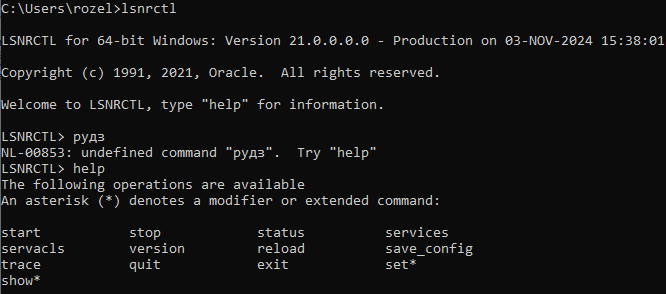 C:\Users\rozel>lsnrctl
LSNRCTL for 64-bit Windows: Version 21.0.0.0.0 - Production on 03-NOV-2024 15:38:01
Copyright (c) 1991, 2021, Oracle.  All rights reserved.
Welcome to LSNRCTL, type "help" for information.
LSNRCTL> рудз
NL-00853: undefined command "рудз".  Try "help"
LSNRCTL> help
The following operations are available
An asterisk (*) denotes a modifier or extended command:
start stop status services
servacls version reload save_config
trace quit exit set*
show*